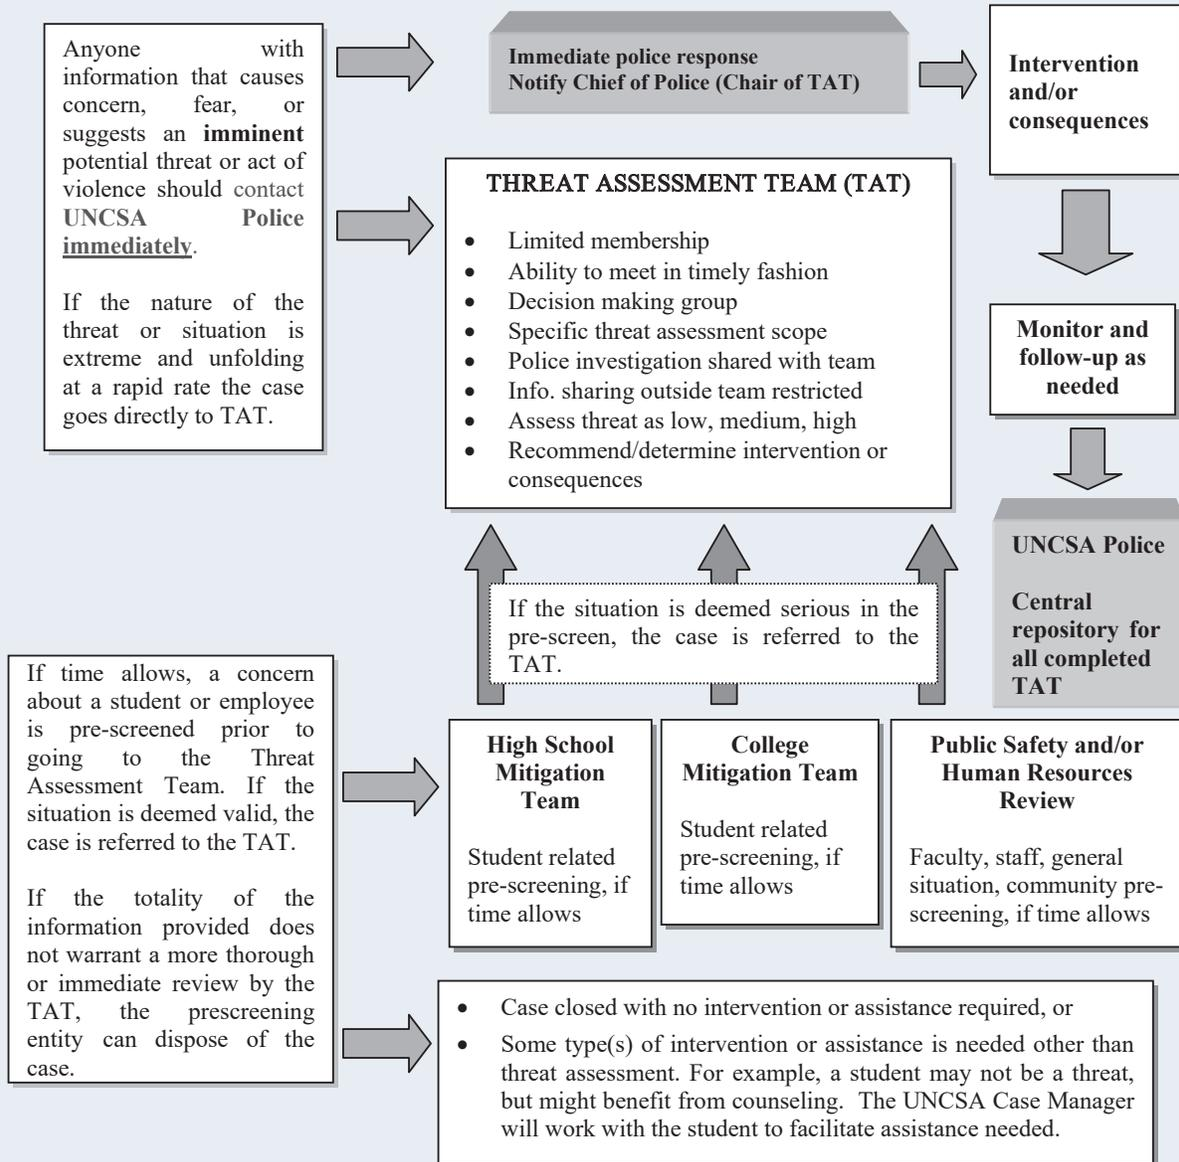 Anyone with
information that causes
concern, fear, or
suggests an imminent
potential threat or act of
violence should contact
UNCSA Police
immediately.
If the nature of the
threat or situation is
extreme and unfolding
at a rapid rate the case
goes directly to TAT.
Immediate police response
Notify Chief of Police (Chair of TAT)
Intervention
and/or
consequences
THREAT ASSESSMENT TEAM (TAT)
• Limited membership
• Ability to meet in timely fashion
• Decision making group
• Specific threat assessment scope
• Police investigation shared with team
• Info. sharing outside team restricted
• Assess threat as low, medium, high
• Recommend/determine intervention or
consequences
Monitor and
follow-up as
needed
UNCSA Police
Central
repository for
all completed
TAT
If the situation is deemed serious in the
pre-screen, the case is referred to the
TAT.
If time allows, a concern
about a student or employee
is pre-screened prior to
going to the Threat
Assessment Team. If the
situation is deemed valid, the
case is referred to the TAT.
If the totality of the
information provided does
not warrant a more thorough
or immediate review by the
TAT, the prescreening
entity can dispose of the
case.
High School
Mitigation
Team
Student related
pre-screening, if
time allows
College
Mitigation Team
Student related
pre-screening, if
time allows
Public Safety and/or
Human Resources
Review
Faculty, staff, general
situation, community pre-
screening, if time allows
• Case closed with no intervention or assistance required, or
• Some type(s) of intervention or assistance is needed other than
threat assessment. For example, a student may not be a threat,
but might benefit from counseling. The UNCSA Case Manager
will work with the student to facilitate assistance needed.